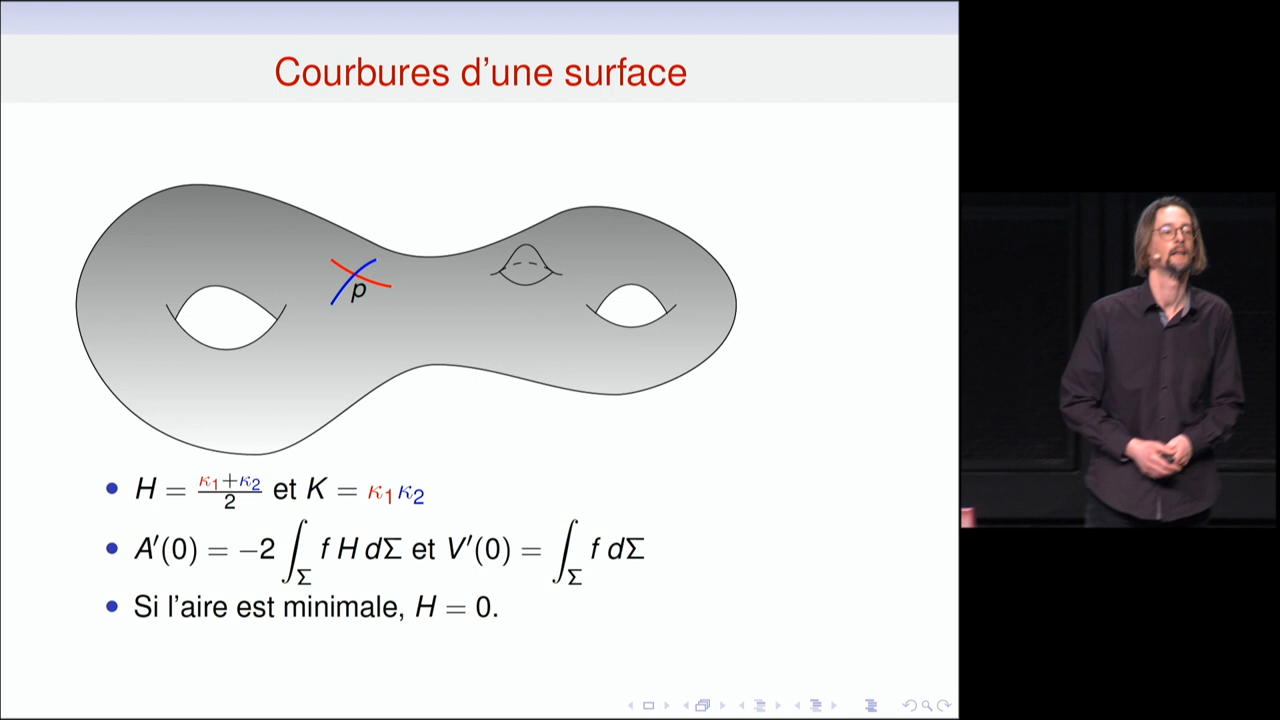 Courbures d'une surface
p
• H = κ₁+κ₂/2 et K = κ₁κ₂
• A′(0) = −2 ∫_Σ f H dΣ et V′(0) = ∫_Σ f dΣ
• Si l'aire est minimale, H = 0.